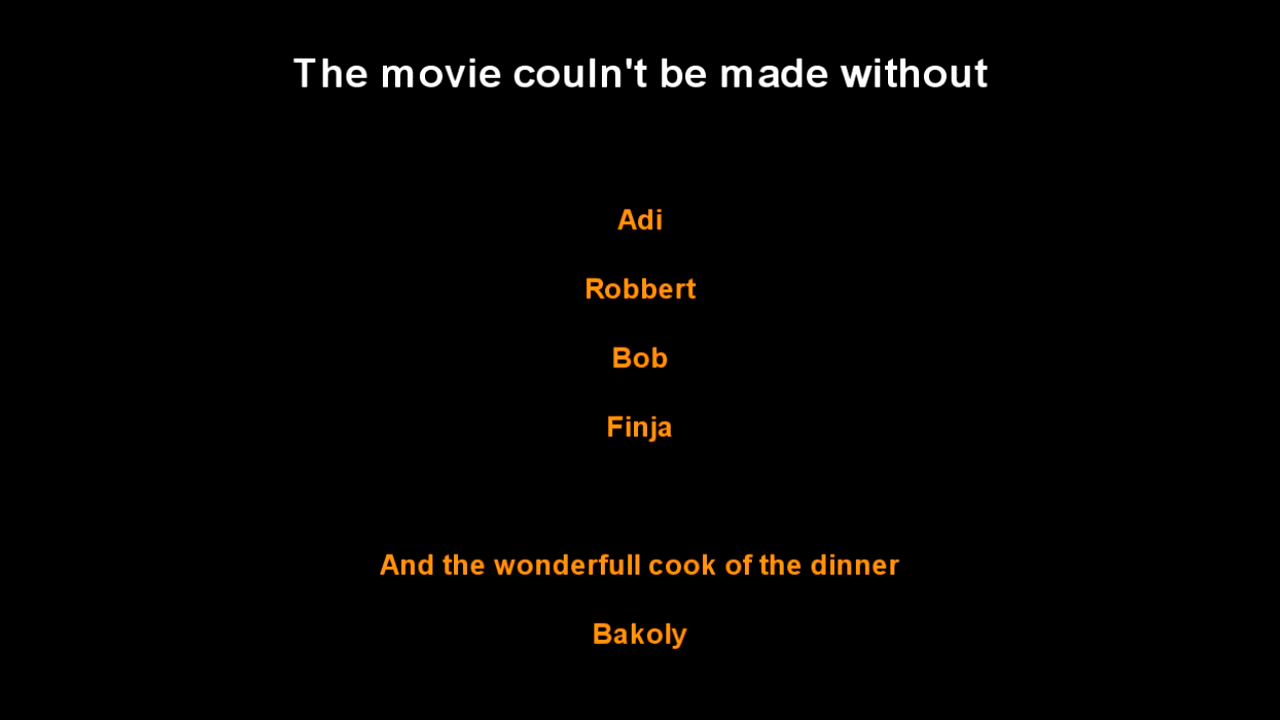 The movie couln't be made without
Adi
Robbert
Bob
Finja
And the wonderfull cook of the dinner
Bakoly